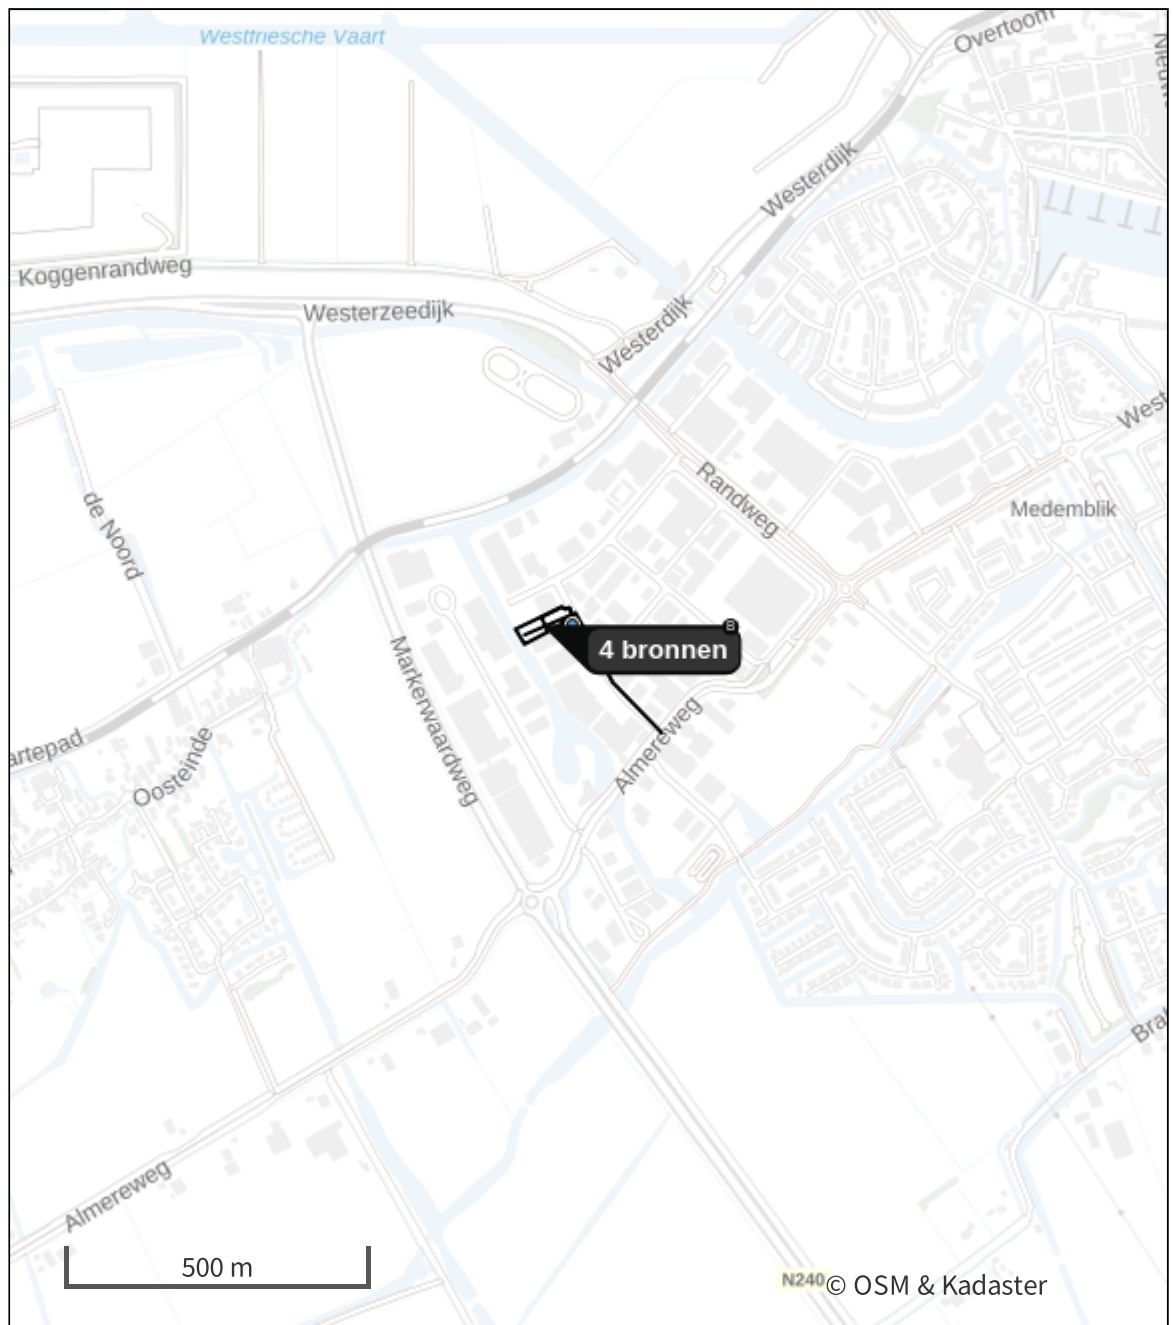 Westfriesche Vaart
Overtoom
Westerdijk
Koggenrandweg
Westerzeedijk
Westerdijk
West
Randweg
de Noord
Medemblik
B
4 bronnen
Markerwaardweg
Almereweg
artepad
Oosteinde
Bra
Almereweg
500 m
N240
© OSM & Kadaster